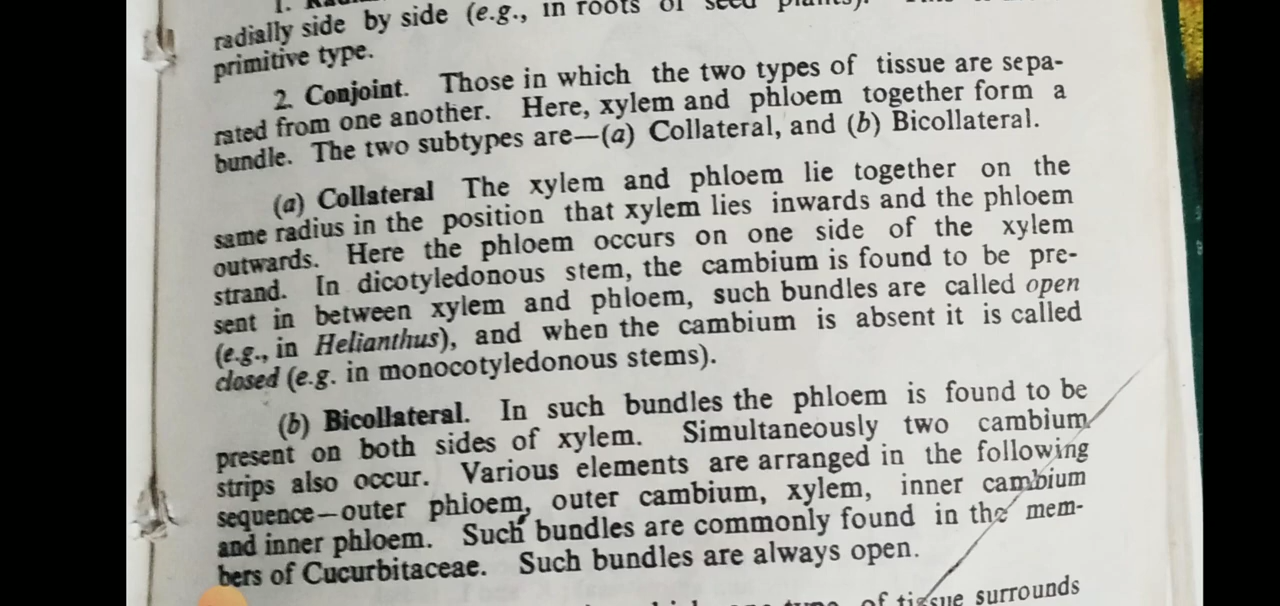 1.
radially side by side (e.g., in roots of seed plants).
primitive type.
2. Conjoint. Those in which the two types of tissue are sepa-
rated from one another. Here, xylem and phloem together form a
bundle. The two subtypes are—(a) Collateral, and (b) Bicollateral.
(a) Collateral The xylem and phloem lie together on the
same radius in the position that xylem lies inwards and the phloem
outwards. Here the phloem occurs on one side of the xylem
strand. In dicotyledonous stem, the cambium is found to be pre-
sent in between xylem and phloem, such bundles are called open
(e.g., in Helianthus), and when the cambium is absent it is called
closed (e.g. in monocotyledonous stems).
(b) Bicollateral. In such bundles the phloem is found to be
present on both sides of xylem. Simultaneously two cambium
strips also occur. Various elements are arranged in the following
sequence—outer phloem, outer cambium, xylem, inner cambium
and inner phloem. Such bundles are commonly found in the mem-
bers of Cucurbitaceae. Such bundles are always open.
of tissue surrounds